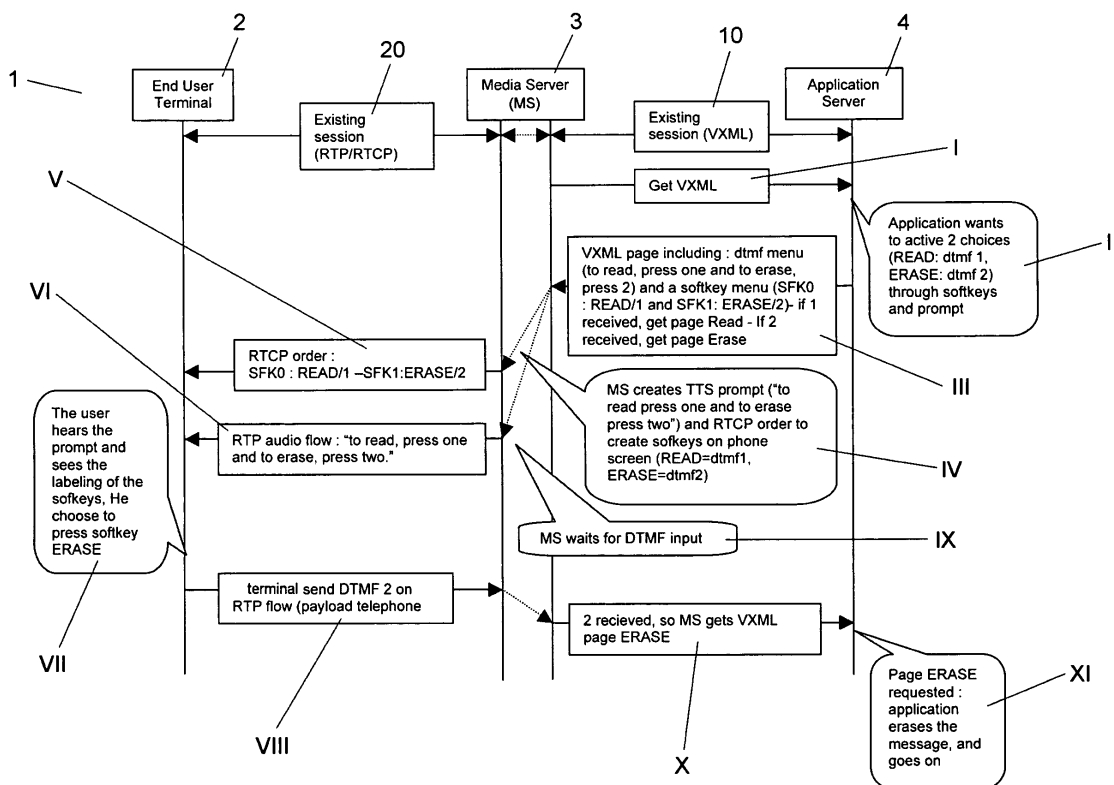 2
3
4
20
10
1
End User
Terminal
Media Server
(MS)
Application
Server
Existing
session
(RTP/RTCP)
Existing
session (VXML)
I
V
Get VXML
Application wants
to active 2 choices
(READ: dtmf 1,
ERASE: dtmf 2)
through softkeys
and prompt
I
VXML page including : dtmf menu
(to read, press one and to erase,
press 2) and a softkey menu (SFK0
: READ/1 and SFK1: ERASE/2)- if 1
received, get page Read - If 2
received, get page Erase
III
VI
RTCP order :
SFK0 : READ/1 –SFK1:ERASE/2
MS creates TTS prompt ("to
read press one and to erase
press two") and RTCP order to
create sofkeys on phone
screen (READ=dtmf1,
ERASE=dtmf2)
IV
The user
hears the
prompt and
sees the
labeling of the
sofkeys, He
choose to
press softkey
ERASE
RTP audio flow : "to read, press one
and to erase, press two."
MS waits for DTMF input
IX
VII
terminal send DTMF 2 on
RTP flow (payload telephone
VIII
2 recieved, so MS gets VXML
page ERASE
X
Page ERASE
requested :
application
erases the
message, and
goes on
XI